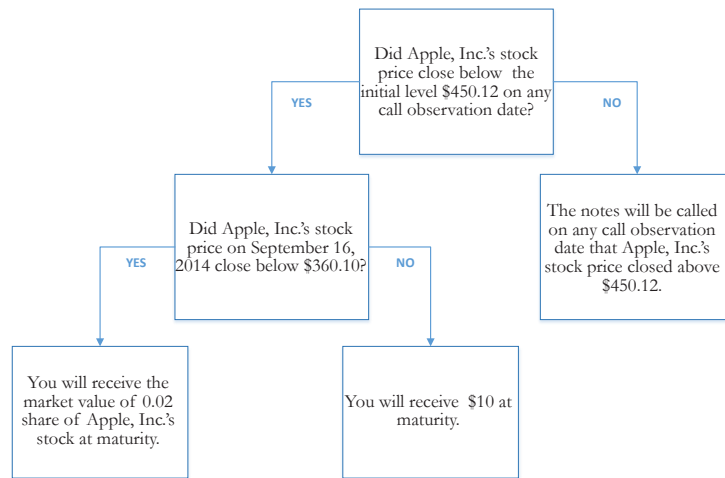 Did Apple, Inc.'s stock
price close below the
initial level $450.12 on any
call observation date?
YES
NO
Did Apple, Inc.'s stock
price on September 16,
2014 close below $360.10?
The notes will be called
on any call observation
date that Apple, Inc.'s
stock price closed above
$450.12.
YES
NO
You will receive the
market value of 0.02
share of Apple, Inc.'s
stock at maturity.
You will receive $10 at
maturity.